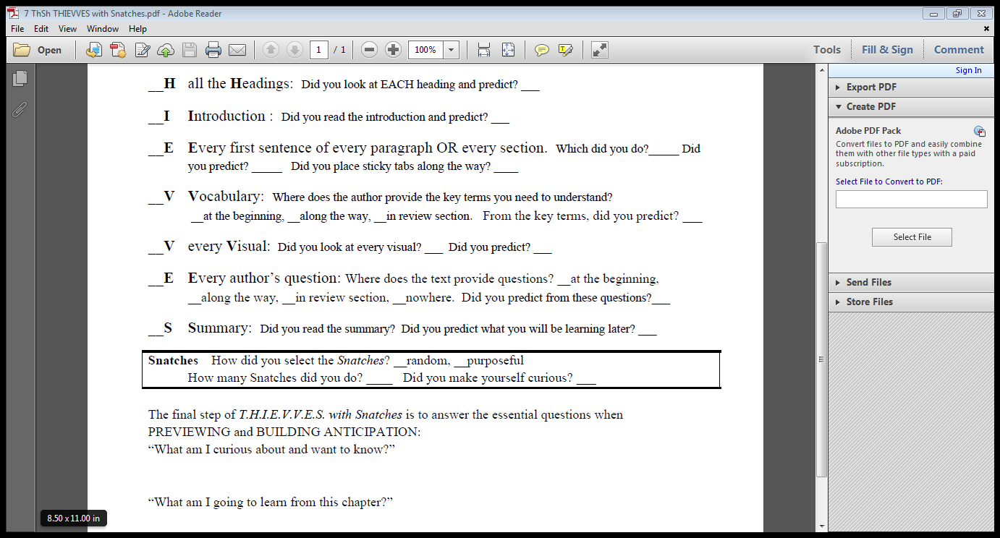 7 ThSh THIEVVES with Snatches.pdf - Adobe Reader
File Edit View Window Help
Open 1 / 1 100% Tools Fill & Sign Comment
Sign In
Export PDF
Create PDF
Adobe PDF Pack
Convert files to PDF and easily combine
them with other file types with a paid
subscription.
Select File to Convert to PDF:
Select File
Send Files
Store Files
__H all the Headings: Did you look at EACH heading and predict? ___
__I Introduction : Did you read the introduction and predict? ___
__E Every first sentence of every paragraph OR every section. Which did you do?_____ Did
you predict? _____ Did you place sticky tabs along the way? ____
__V Vocabulary: Where does the author provide the key terms you need to understand?
__at the beginning, __along the way, __in review section. From the key terms, did you predict? ___
__V every Visual: Did you look at every visual? ___ Did you predict? ___
__E Every author's question: Where does the text provide questions? __at the beginning,
__along the way, __in review section, __nowhere. Did you predict from these questions?___
__S Summary: Did you read the summary? Did you predict what you will be learning later? ___
Snatches How did you select the Snatches? __random, __purposeful
How many Snatches did you do? ____ Did you make yourself curious? ___
The final step of T.H.I.E.V.V.E.S. with Snatches is to answer the essential questions when
PREVIEWING and BUILDING ANTICIPATION:
“What am I curious about and want to know?”
“What am I going to learn from this chapter?”
8.50 x 11.00 in